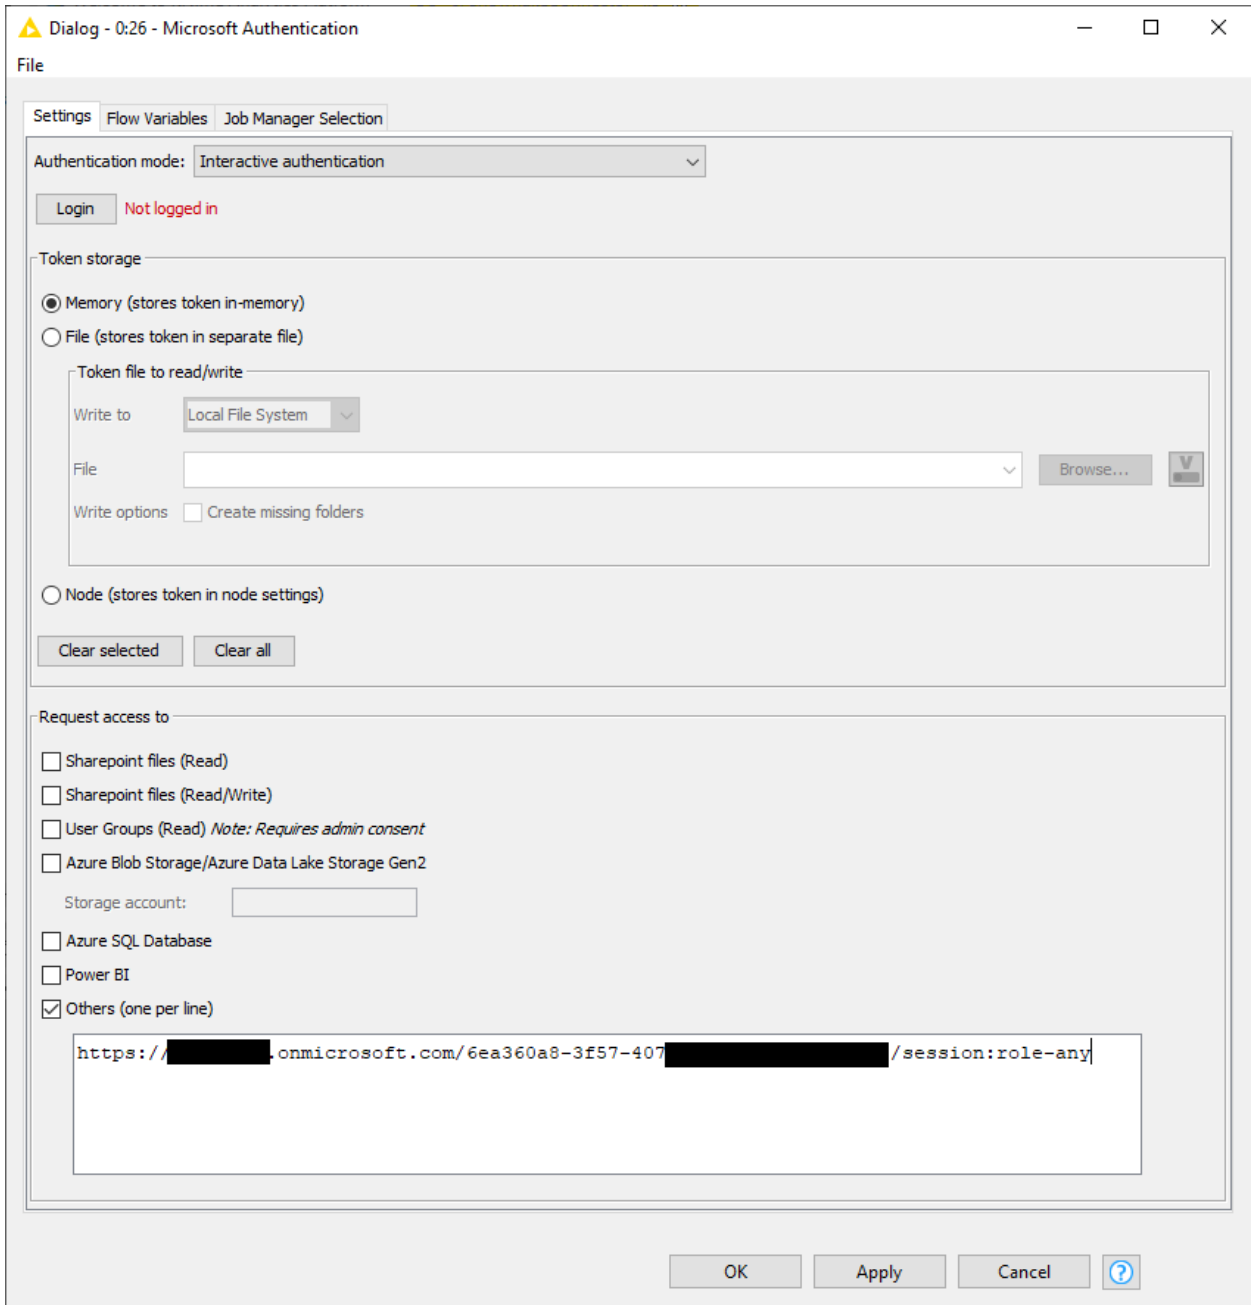 Dialog - 0:26 - Microsoft Authentication
File
Settings Flow Variables Job Manager Selection
Authentication mode: Interactive authentication
Login Not logged in
Token storage
Memory (stores token in-memory)
File (stores token in separate file)
Token file to read/write
Write to Local File System
File Browse... V
Write options Create missing folders
Node (stores token in node settings)
Clear selected Clear all
Request access to
Sharepoint files (Read)
Sharepoint files (Read/Write)
User Groups (Read) Note: Requires admin consent
Azure Blob Storage/Azure Data Lake Storage Gen2
Storage account:
Azure SQL Database
Power BI
Others (one per line)
https:// .onmicrosoft.com/6ea360a8-3f57-407 /session:role-any
OK Apply Cancel ?